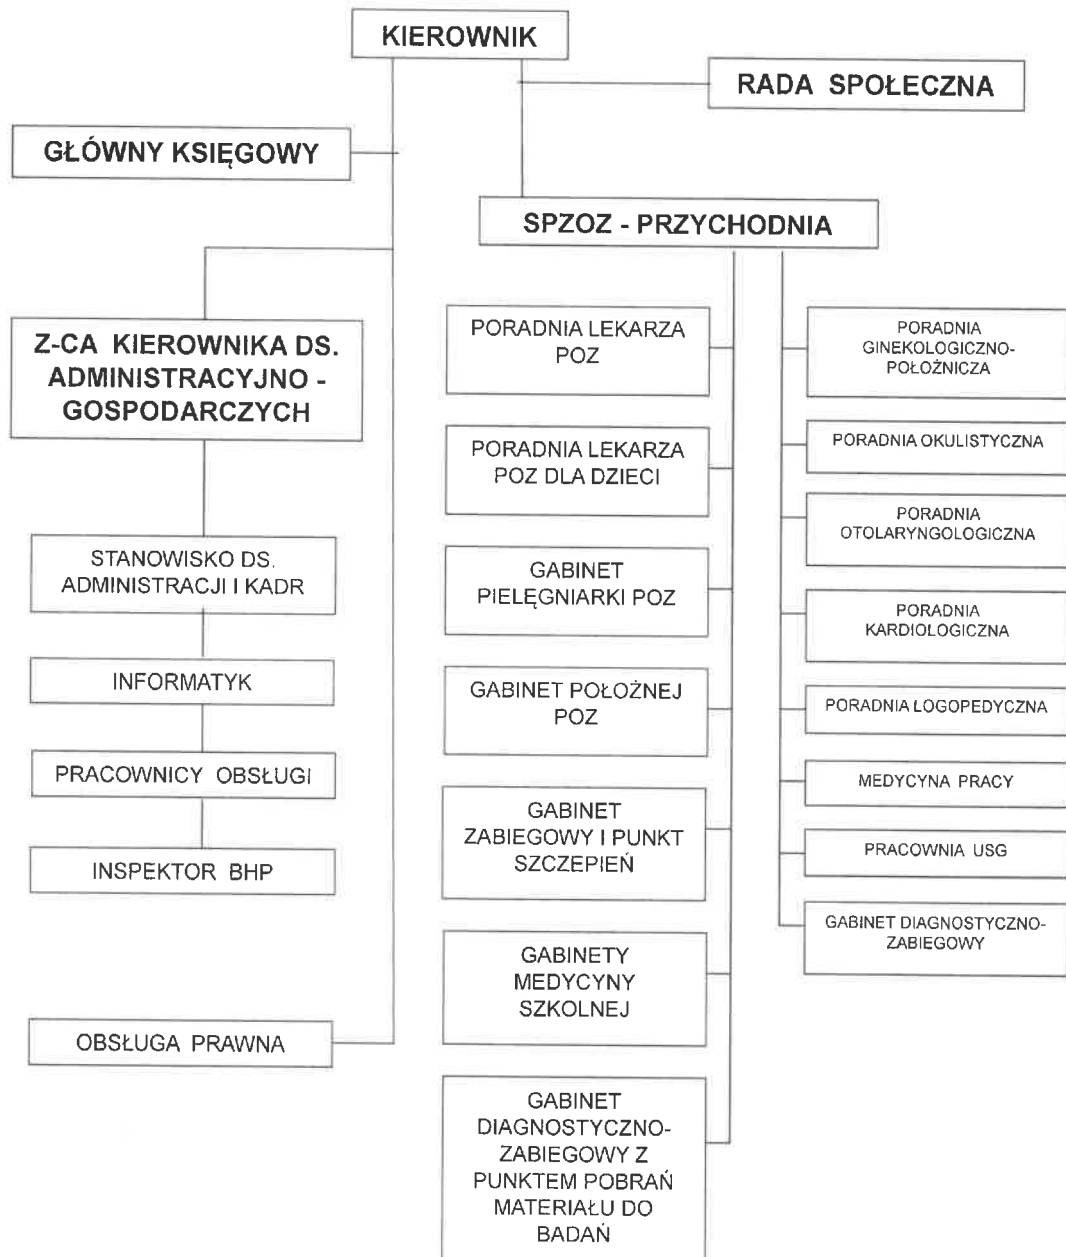 KIEROWNIK
RADA SPOŁECZNA
GŁÓWNY KSIĘGOWY
SPZOZ - PRZYCHODNIA
Z-CA KIEROWNIKA DS.
ADMINISTRACYJNO -
GOSPODARCZYCH
STANOWISKO DS.
ADMINISTRACJI I KADR
INFORMATYK
PRACOWNICY OBSŁUGI
INSPEKTOR BHP
OBSŁUGA PRAWNA
PORADNIA LEKARZA
POZ
PORADNIA LEKARZA
POZ DLA DZIECI
GABINET
PIELĘGNIARKI POZ
GABINET POŁOŻNEJ
POZ
GABINET
ZABIEGOWY I PUNKT
SZCZEPIEŃ
GABINETY
MEDYCYNY
SZKOLNEJ
GABINET
DIAGNOSTYCZNO-
ZABIEGOWY Z
PUNKTEM POBRAŃ
MATERIAŁU DO
BADAŃ
PORADNIA
GINEKOLOGICZNO-
POŁOŻNICZA
PORADNIA OKULISTYCZNA
PORADNIA
OTOLARYNGOLOGICZNA
PORADNIA
KARDIOLOGICZNA
PORADNIA LOGOPEDYCZNA
MEDYCYNA PRACY
PRACOWNIA USG
GABINET DIAGNOSTYCZNO-
ZABIEGOWY